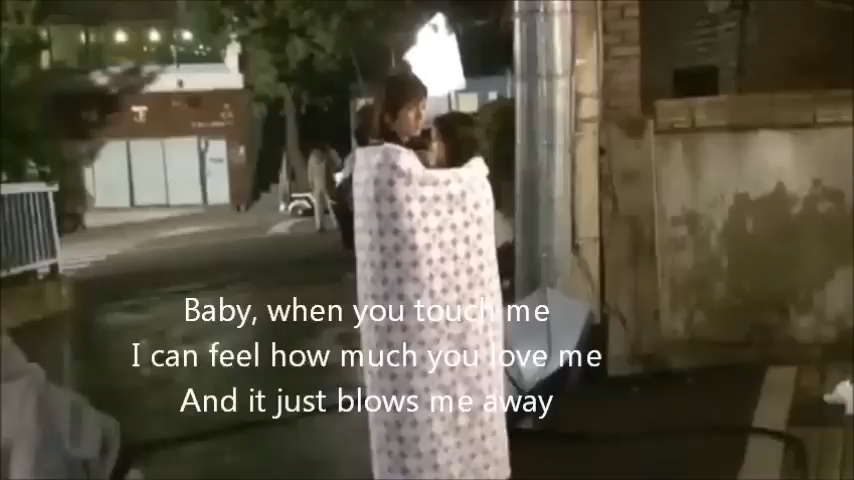 Baby, when you touch me
I can feel how much you love me
And it just blows me away